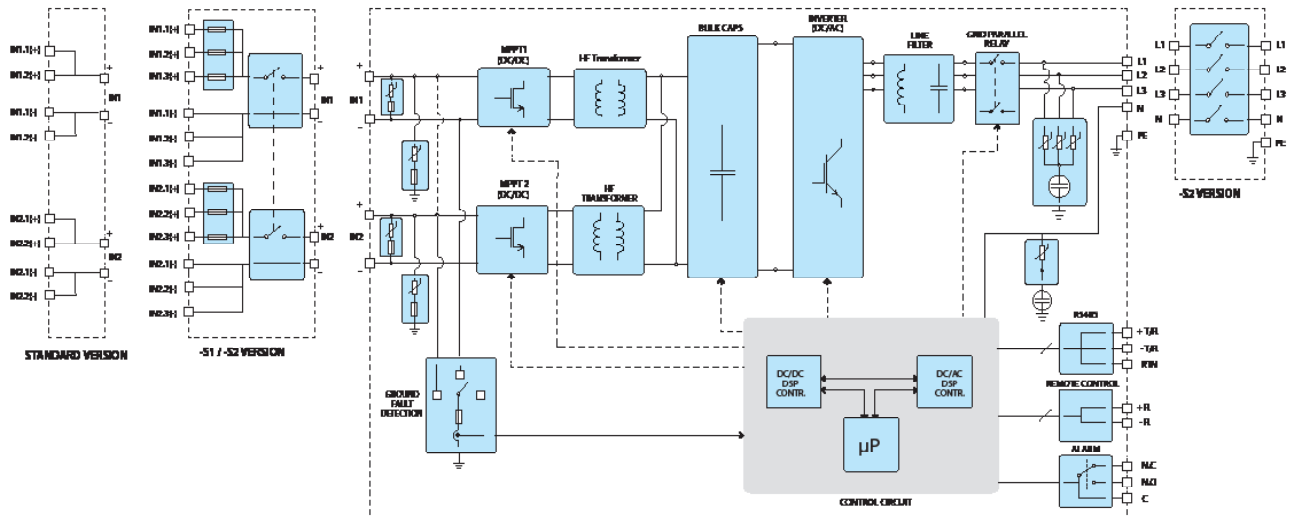 IN1.1(+)
IN1.2(+)
IN1.1(-)
IN1.2(-)
+
IN1
-
IN2.1(+)
IN2.2(+)
IN2.1(-)
IN2.2(-)
+
IN2
-
STANDARD VERSION
IN1.1(+)
IN1.2(+)
IN1.3(+)
IN1.1(-)
IN1.2(-)
IN1.3(-)
+
IN1
-
IN2.1(+)
IN2.2(+)
IN2.3(+)
IN2.1(-)
IN2.2(-)
IN2.3(-)
+
IN2
-
-S1 / -S2 VERSION
+
IN1
-
+
IN2
-
MPPT1
(DC/DC)
HF Transformer
MPPT 2
(DC/DC)
HF
TRANSFORMER
BULK CAPS
INVERTER
(DC/AC)
LINE
FILTER
GRID PARALLEL
RELAY
L1
L2
L3
N
PE
L1
L2
L3
N
L1
L2
L3
N
PE
-S2 VERSION
GROUND
FAULT
DETECTION
DC/DC
DSP
CONTR.
DC/AC
DSP
CONTR.
µP
CONTROL CIRCUIT
RS485
+T/R
-T/R
RTN
REMOTE CONTROL
+R
-R
ALARM
N.C
N.O
C